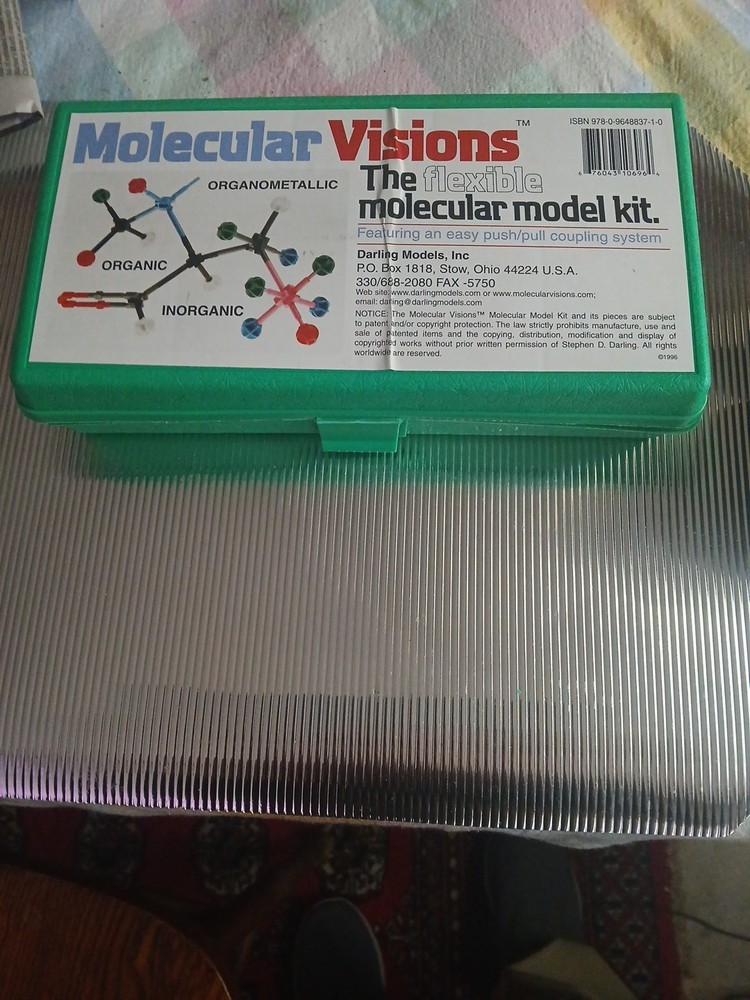 Molecular Visions™
ISBN 978-0-9648837-1-0
6 76043 10696 4
The flexible
molecular model kit.
Featuring an easy push/pull coupling system
ORGANOMETALLIC
ORGANIC
INORGANIC
Darling Models, Inc
P.O. Box 1818, Stow, Ohio 44224 U.S.A.
330/688-2080 FAX -5750
Web site: www.darlingmodels.com or www.molecularvisions.com;
email: darling@darlingmodels.com
NOTICE: The Molecular Visions™ Molecular Model Kit and its pieces are subject
to patent and/or copyright protection. The law strictly prohibits manufacture, use and
sale of patented items and the copying, distribution, modification and display of
copyrighted works without prior written permission of Stephen D. Darling. All rights
worldwide are reserved.
©1996